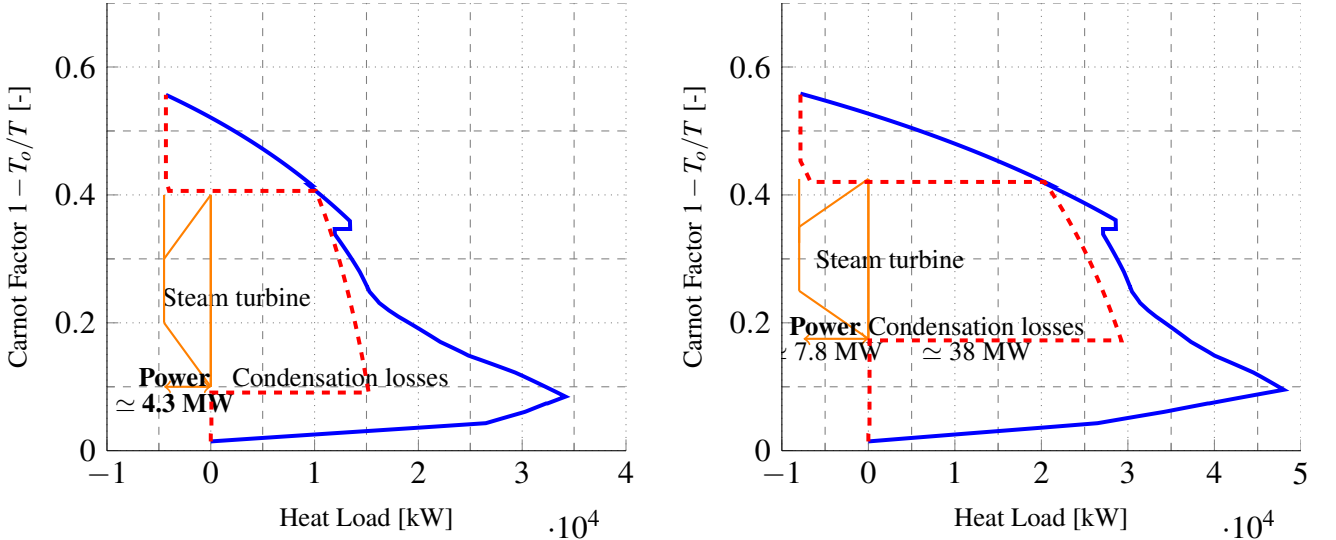 0.6
0.4
0.2
0
Carnot Factor 1 − T_o/T [-]
Steam turbine
Power
≃ 4.3 MW
Condensation losses
−1 0 1 2 3 4
Heat Load [kW]
·10^4
0.6
0.4
0.2
0
Carnot Factor 1 − T_o/T [-]
Steam turbine
Power Condensation losses
7.8 MW ≃ 38 MW
−1 0 1 2 3 4 5
Heat Load [kW]
·10^4